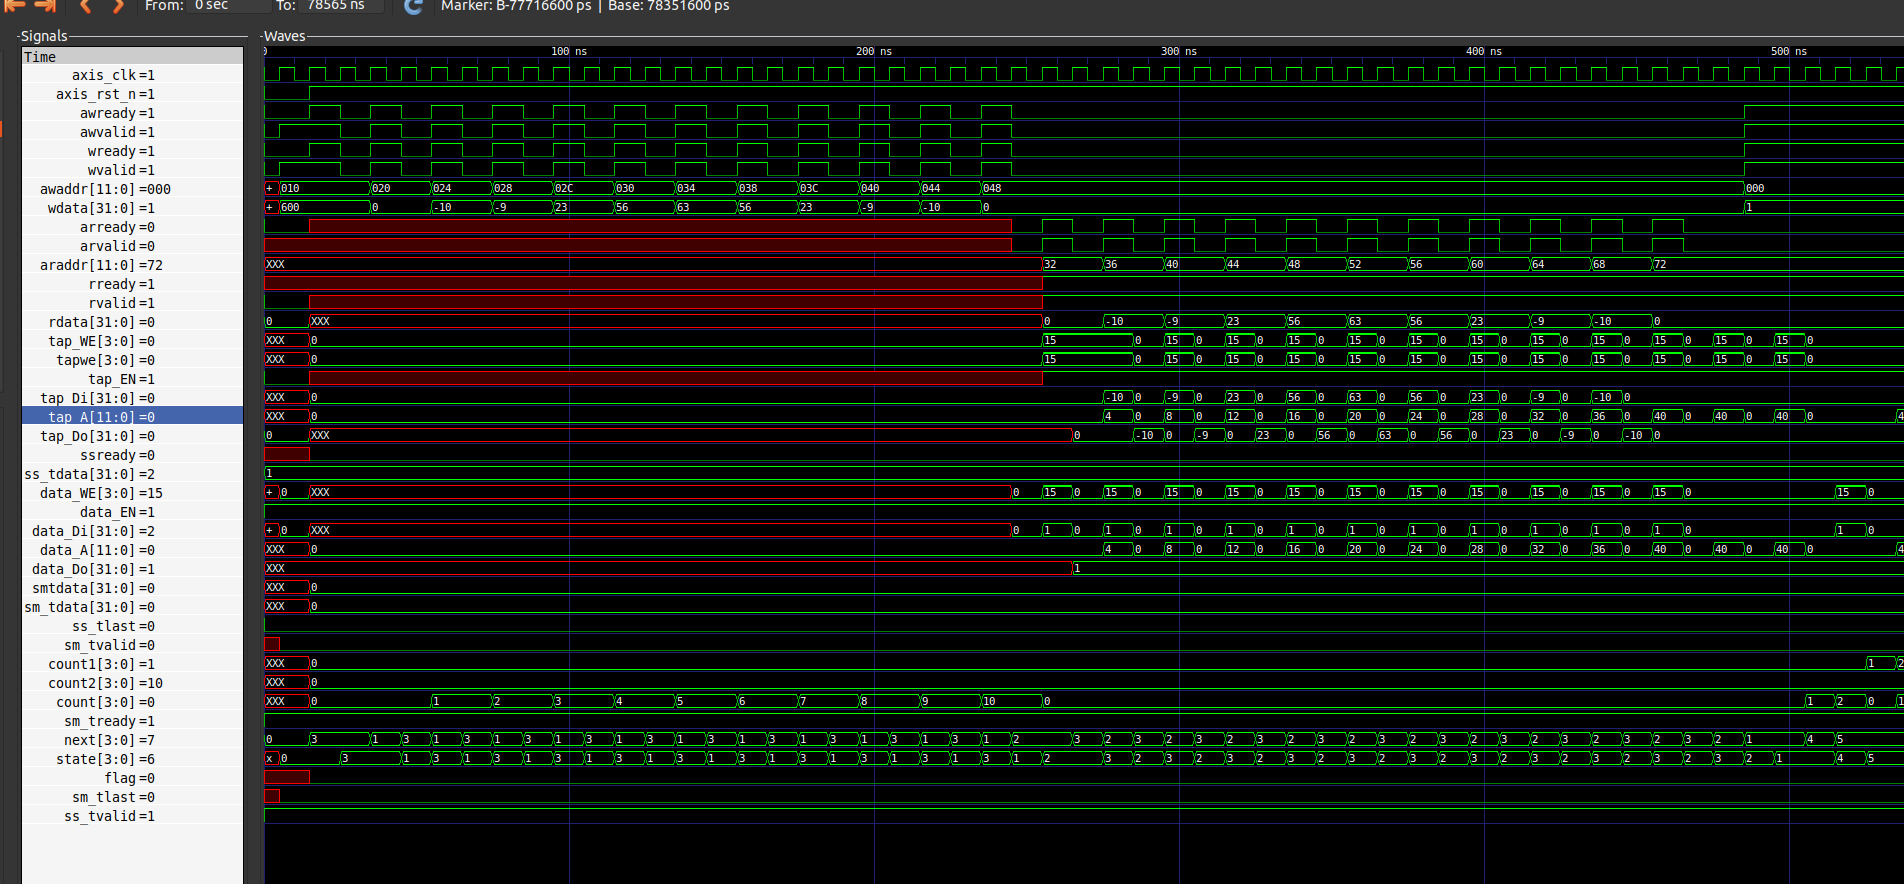 From: 0 sec To: 78565 ns Marker: B-77716600 ps | Base: 78351600 ps
Signals Waves
Time 0 100 ns 200 ns 300 ns 400 ns 500 ns
axis_clk=1
axis_rst_n=1
awready=1
awvalid=1
wready=1
wvalid=1
awaddr[11:0]=000 + 010 020 024 028 02C 030 034 038 03C 040 044 048 000
wdata[31:0]=1 + 600 0 -10 -9 23 56 63 56 23 -9 -10 0 1
arready=0
arvalid=0
araddr[11:0]=72 XXX 32 36 40 44 48 52 56 60 64 68 72
rready=1
rvalid=1
rdata[31:0]=0 0 XXX 0 -10 -9 23 56 63 56 23 -9 -10 0
tap_WE[3:0]=0 XXX 0 15 0 15 0 15 0 15 0 15 0 15 0 15 0 15 0 15 0 15 0 15 0 15 0
tapwe[3:0]=0 XXX 0 15 0 15 0 15 0 15 0 15 0 15 0 15 0 15 0 15 0 15 0 15 0 15 0
tap_EN=1
tap_Di[31:0]=0 XXX 0 -10 0 -9 0 23 0 56 0 63 0 56 0 23 0 -9 0 -10 0
tap_A[11:0]=0 XXX 0 4 0 8 0 12 0 16 0 20 0 24 0 28 0 32 0 36 0 40 0 40 0 40 0 4
tap_Do[31:0]=0 0 XXX 0 -10 0 -9 0 23 0 56 0 63 0 56 0 23 0 -9 0 -10 0
ssready=0
ss_tdata[31:0]=2 1
data_WE[3:0]=15 + 0 XXX 0 15 0 15 0 15 0 15 0 15 0 15 0 15 0 15 0 15 0 15 0 15 0 15 0
data_EN=1
data_Di[31:0]=2 + 0 XXX 0 1 0 1 0 1 0 1 0 1 0 1 0 1 0 1 0 1 0 1 0 1 0 1 0
data_A[11:0]=0 XXX 0 4 0 8 0 12 0 16 0 20 0 24 0 28 0 32 0 36 0 40 0 40 0 40 0 4
data_Do[31:0]=1 XXX 1
smtdata[31:0]=0 XXX 0
sm_tdata[31:0]=0 XXX 0
ss_tlast=0
sm_tvalid=0
count1[3:0]=1 XXX 0 1 2
count2[3:0]=10 XXX 0
count[3:0]=0 XXX 0 1 2 3 4 5 6 7 8 9 10 0 1 2 0 1
sm_tready=1
next[3:0]=7 0 3 1 3 1 3 1 3 1 3 1 3 1 3 1 3 1 3 1 3 1 3 1 3 1 2 3 2 3 2 3 2 3 2 3 2 3 2 3 2 3 2 3 2 3 2 3 2 1 4 5
state[3:0]=6 x 0 3 1 3 1 3 1 3 1 3 1 3 1 3 1 3 1 3 1 3 1 3 1 3 1 2 3 2 3 2 3 2 3 2 3 2 3 2 3 2 3 2 3 2 3 2 3 2 1 4 5
flag=0
sm_tlast=0
ss_tvalid=1